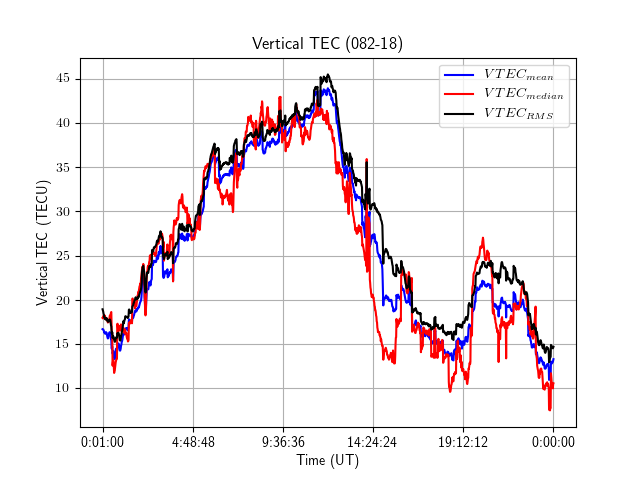 Vertical TEC (082-18)
VTEC_mean
VTEC_median
VTEC_RMS
45
40
35
30
25
20
15
10
Vertical TEC (TECU)
0:01:00 4:48:48 9:36:36 14:24:24 19:12:12 0:00:00
Time (UT)